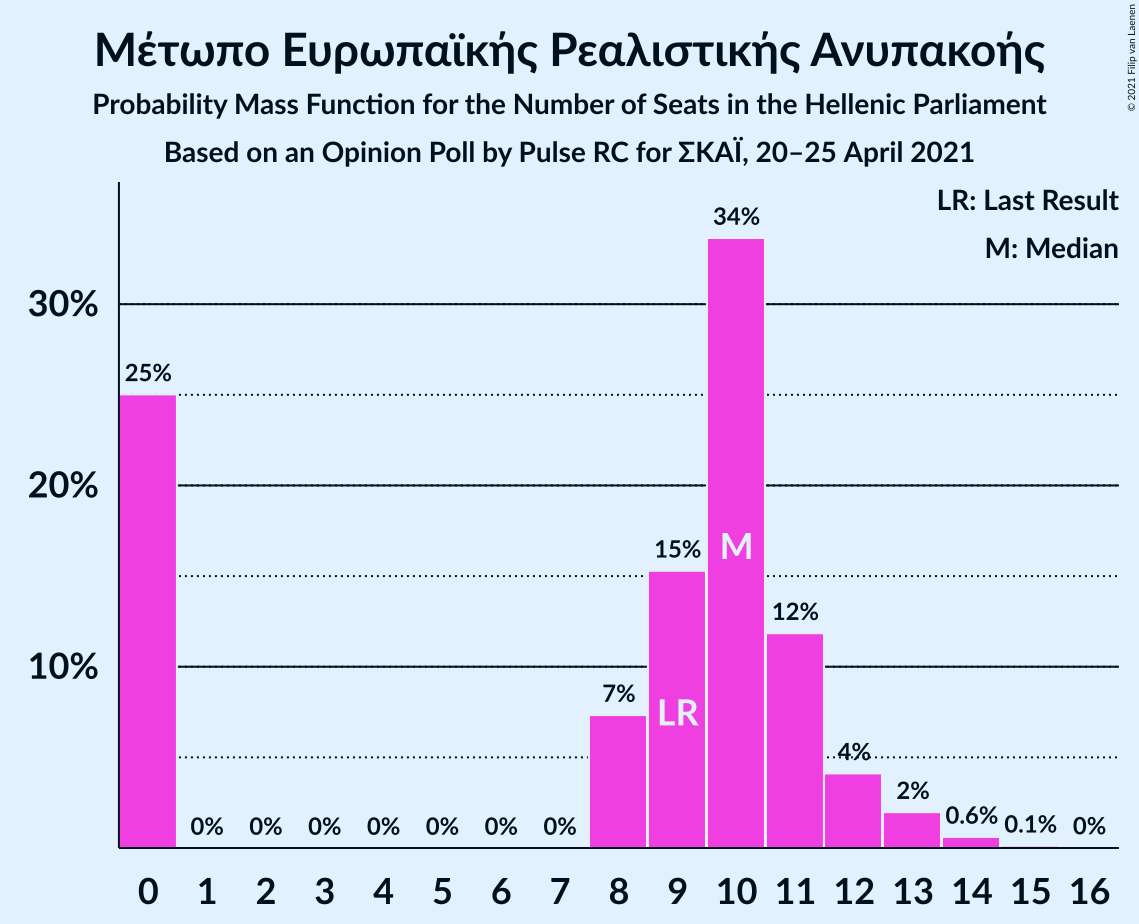 Μέτωπο Ευρωπαϊκής Ρεαλιστικής Ανυπακοής
Probability Mass Function for the Number of Seats in the Hellenic Parliament
Based on an Opinion Poll by Pulse RC for ΣΚΑΪ, 20–25 April 2021
© 2021 Filip van Laenen
LR: Last Result
M: Median
34%
30%
25%
20%
15%
M
12%
10%
7%
LR
4%
2%
0% 0% 0% 0% 0% 0% 0% 0.6% 0.1% 0%
0 1 2 3 4 5 6 7 8 9 10 11 12 13 14 15 16